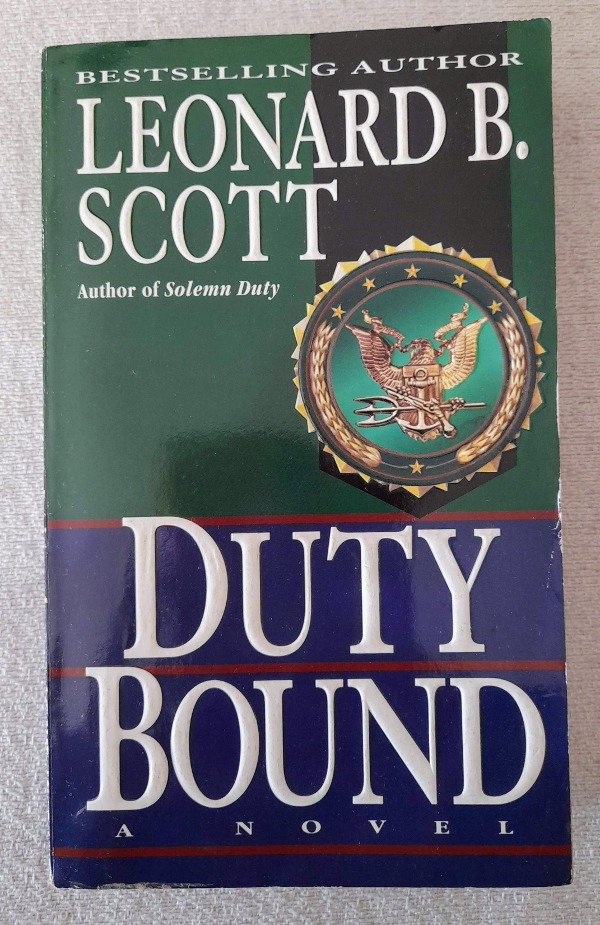 BESTSELLING AUTHOR
LEONARD B.
SCOTT
Author of Solemn Duty
DUTY
BOUND
A NOVEL